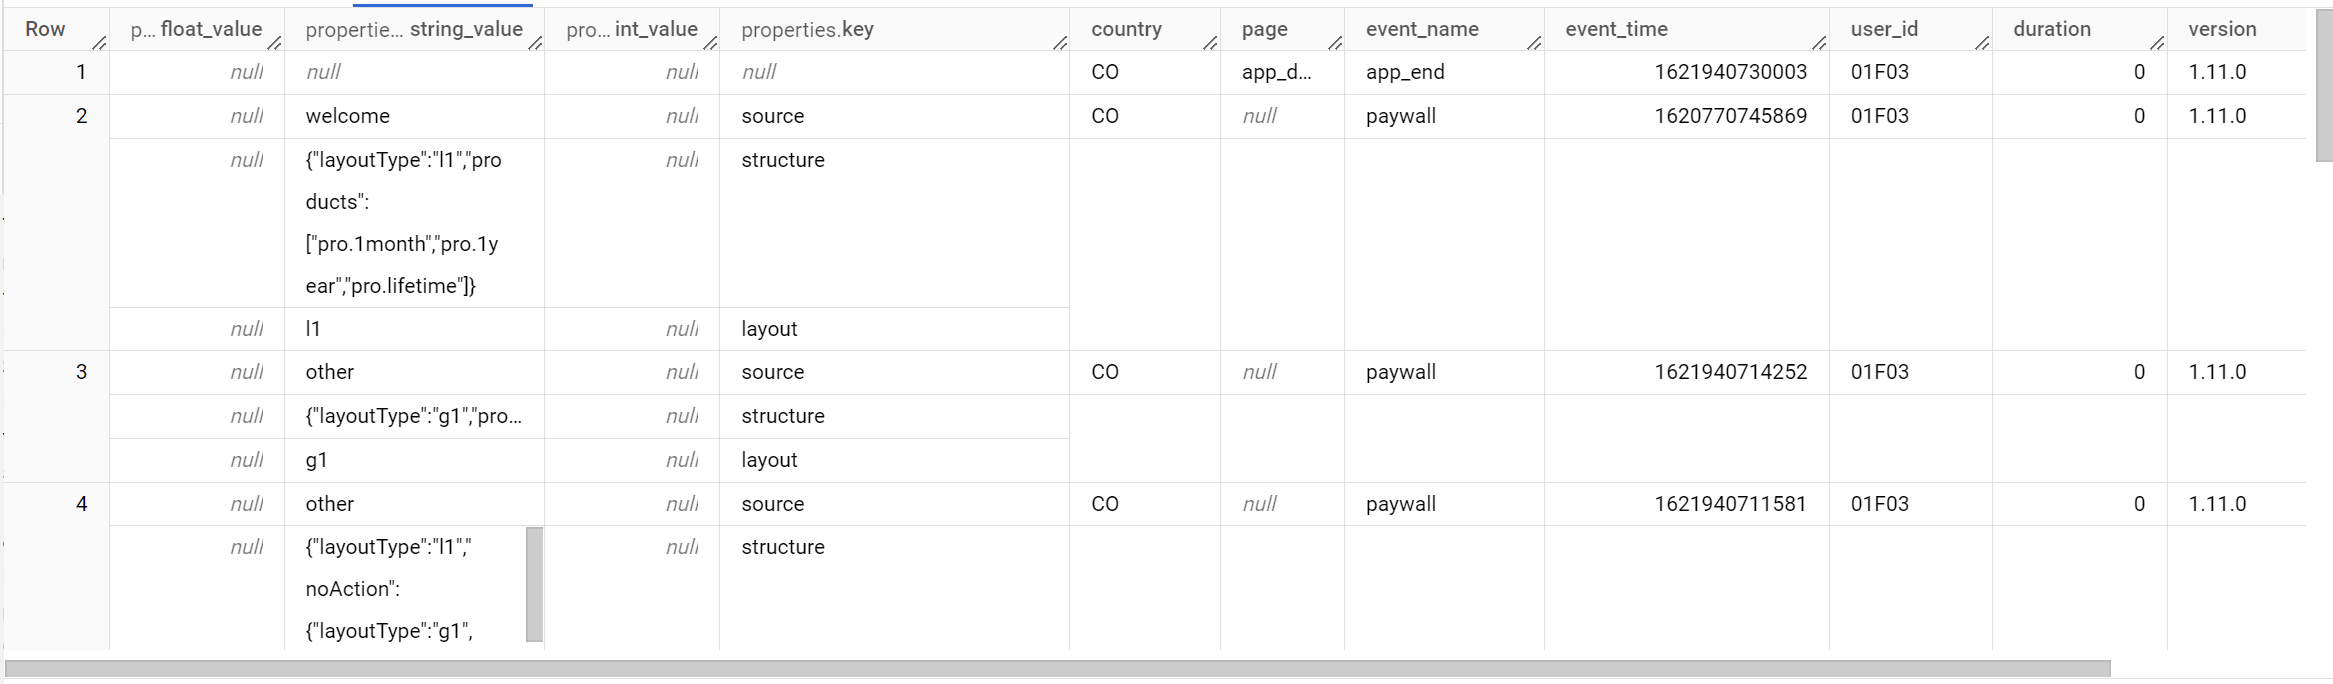 Row p... float_value propertie... string_value pro... int_value properties.key country page event_name event_time user_id duration version
1 null null null null CO app_d... app_end 1621940730003 01F03 0 1.11.0
2 null welcome null source CO null paywall 1620770745869 01F03 0 1.11.0
null {"layoutType":"l1","pro null structure
ducts":
["pro.1month","pro.1y
ear","pro.lifetime"]}
null l1 null layout
3 null other null source CO null paywall 1621940714252 01F03 0 1.11.0
null {"layoutType":"g1","pro... null structure
null g1 null layout
4 null other null source CO null paywall 1621940711581 01F03 0 1.11.0
null {"layoutType":"l1"," null structure
noAction":
{"layoutType":"g1",